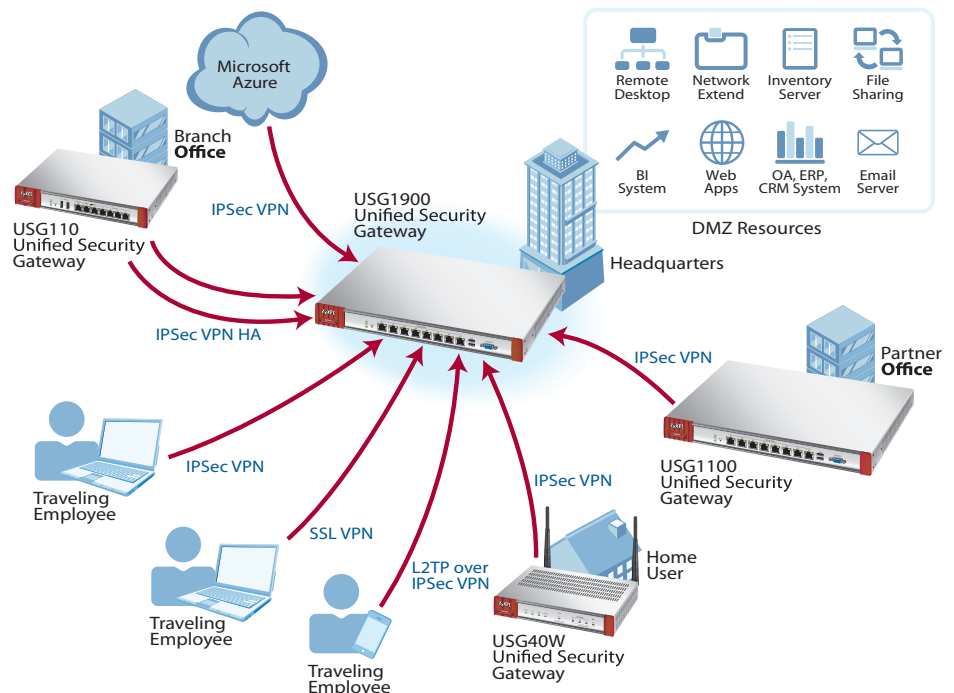 Microsoft
Azure
Remote
Desktop
Network
Extend
Inventory
Server
File
Sharing
BI
System
Web
Apps
OA, ERP,
CRM System
Email
Server
DMZ Resources
Branch
Office
USG110
Unified Security
Gateway
IPSec VPN
USG1900
Unified Security
Gateway
Headquarters
IPSec VPN HA
ZyXEL
IPSec VPN
Partner
Office
ZyXEL
USG1100
Unified Security
Gateway
Traveling
Employee
IPSec VPN
Traveling
Employee
SSL VPN
Traveling
Employee
L2TP over
IPSec VPN
IPSec VPN
Home
User
ZyXEL
USG40W
Unified Security
Gateway